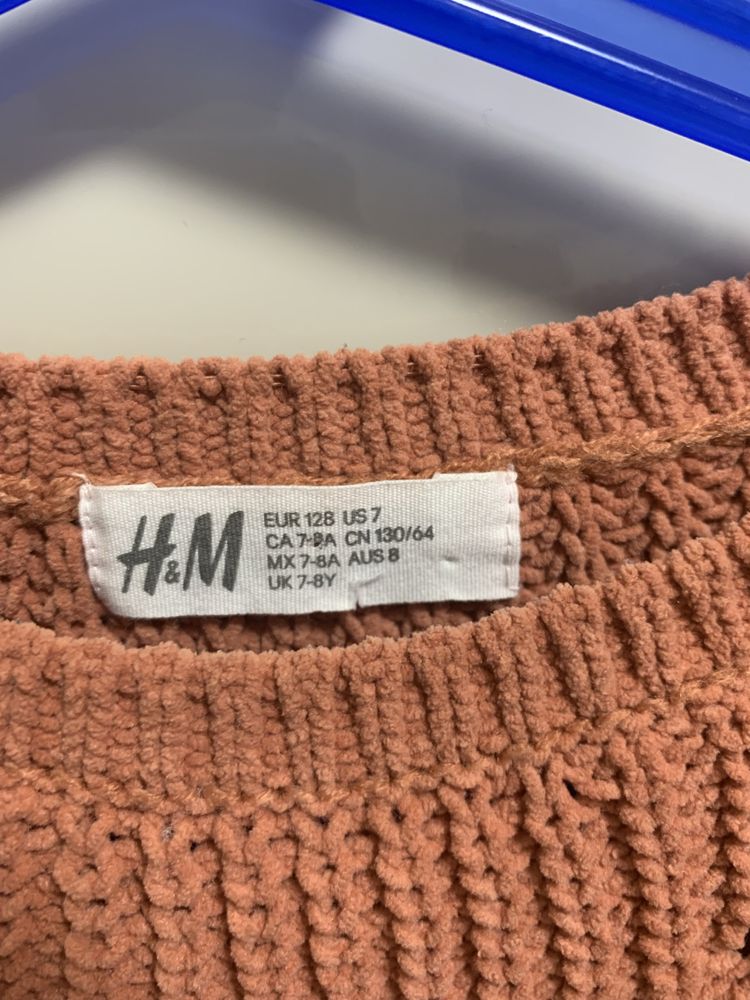 H&M
EUR 128 US 7
CA 7-8A CN 130/64
MX 7-8A AUS 8
UK 7-8Y